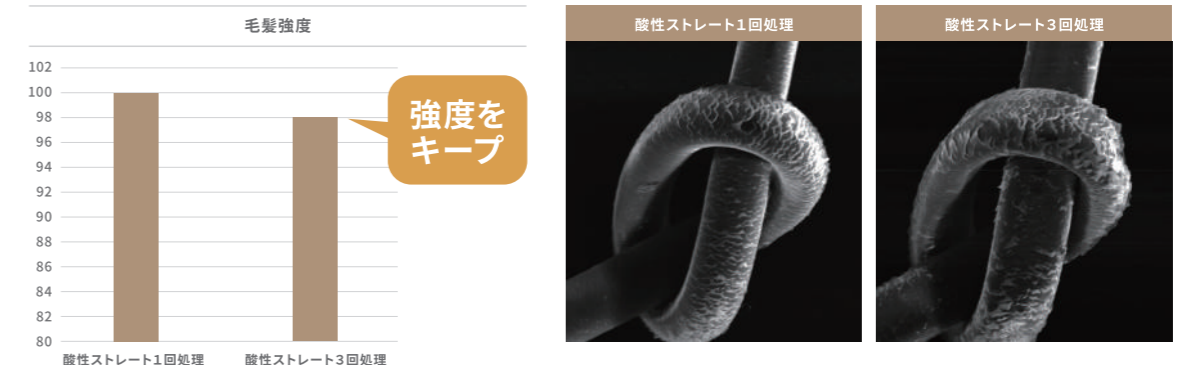 毛髪強度
102
100
98
96
94
92
90
88
86
84
82
80
酸性ストレート1回処理
酸性ストレート3回処理
強度を
キープ
酸性ストレート1回処理
酸性ストレート3回処理